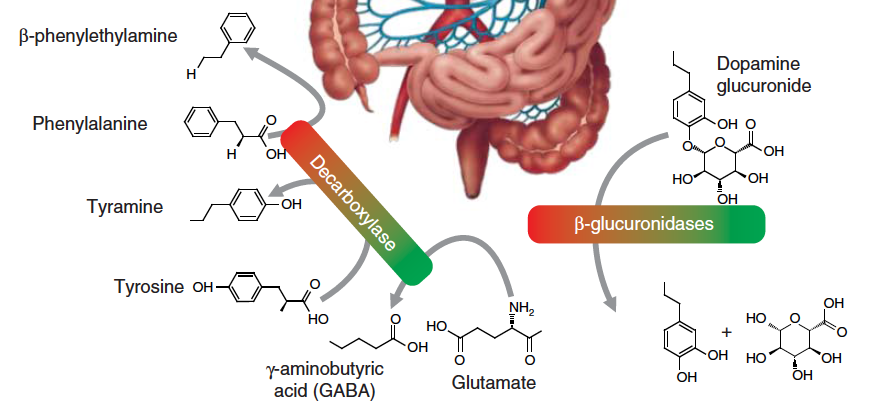 β-phenylethylamine
H
Phenylalanine
O
H
OH
Decarboxylase
Tyramine
OH
Tyrosine
OH
O
HO
O
OH
γ-aminobutyric
acid (GABA)
HO
O
NH2
O
Glutamate
Dopamine
glucuronide
OH
O
O
O
OH
HO
OH
OH
β-glucuronidases
OH
OH
+
HO
O
OH
O
HO
OH
OH